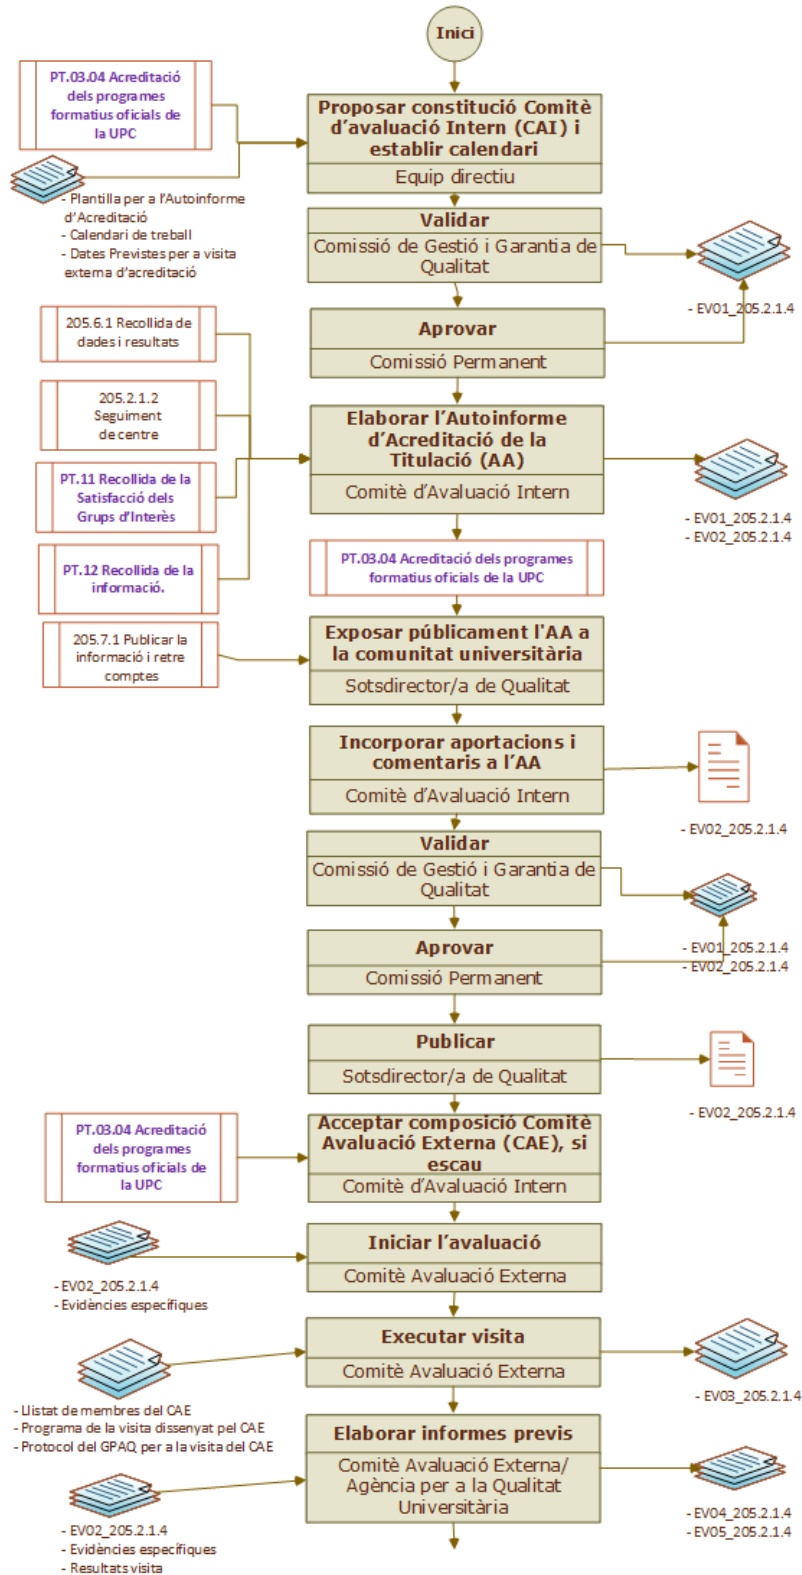 Inici
PT.03.04 Acreditació
dels programes
formatius oficials de
la UPC
Proposar constitució Comitè
d’avaluació Intern (CAI) i
establir calendari
Equip directiu
- Plantilla per a l’Autoinforme
d’Acreditació
- Calendari de treball
- Dates Previstes per a visita
externa d’acreditació
Validar
Comissió de Gestió i Garantia de
Qualitat
- EV01_205.2.1.4
Aprovar
Comissió Permanent
205.6.1 Recollida de
dades i resultats
205.2.1.2
Seguiment
de centre
PT.11 Recollida de la
Satisfacció dels
Grups d’Interès
PT.12 Recollida de la
informació.
Elaborar l’Autoinforme
d’Acreditació de la
Titulació (AA)
Comitè d’Avaluació Intern
- EV01_205.2.1.4
- EV02_205.2.1.4
PT.03.04 Acreditació dels programes
formatius oficials de la UPC
205.7.1 Publicar la
informació i retre
comptes
Exposar públicament l'AA a
la comunitat universitària
Sotsdirector/a de Qualitat
Incorporar aportacions i
comentaris a l’AA
Comitè d’Avaluació Intern
- EV02_205.2.1.4
Validar
Comissió de Gestió i Garantia de
Qualitat
- EV01_205.2.1.4
- EV02_205.2.1.4
Aprovar
Comissió Permanent
Publicar
Sotsdirector/a de Qualitat
- EV02_205.2.1.4
PT.03.04 Acreditació
dels programes
formatius oficials de
la UPC
Acceptar composició Comitè
Avaluació Externa (CAE), si
escau
Comitè d’Avaluació Intern
- EV02_205.2.1.4
- Evidències específiques
Iniciar l’avaluació
Comitè Avaluació Externa
- Llistat de membres del CAE
- Programa de la visita dissenyat pel CAE
- Protocol del GPAQ per a la visita del CAE
Executar visita
Comitè Avaluació Externa
- EV03_205.2.1.4
Elaborar informes previs
Comitè Avaluació Externa/
Agència per a la Qualitat
Universitària
- EV04_205.2.1.4
- EV05_205.2.1.4
- EV02_205.2.1.4
- Evidències específiques
- Resultats visita